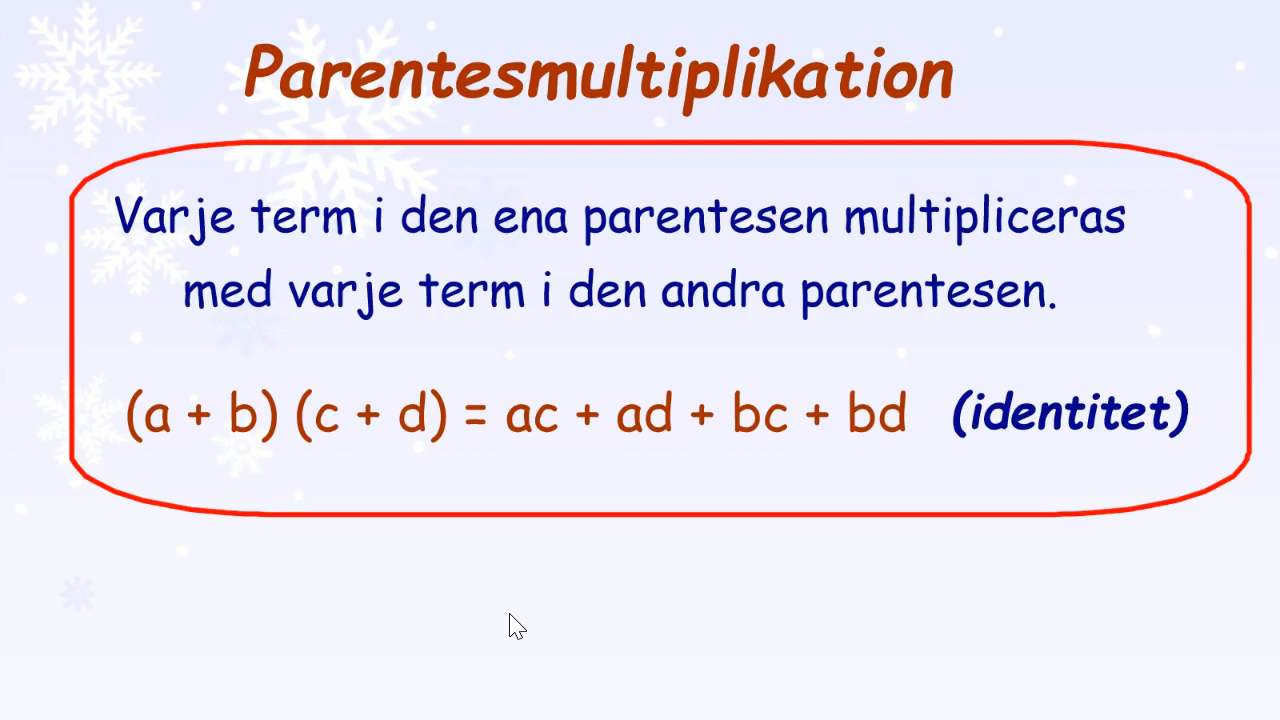 Parentesmultiplikation
Varje term i den ena parentesen multipliceras
med varje term i den andra parentesen.
(a + b) (c + d) = ac + ad + bc + bd (identitet)